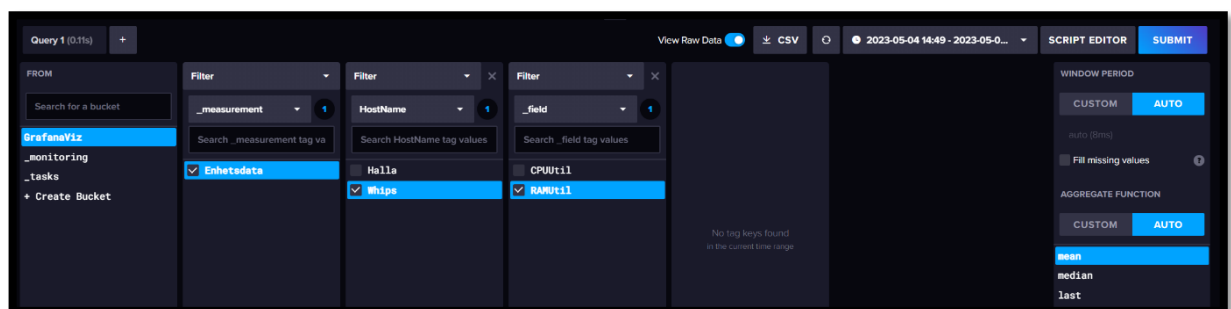 Query 1 (0.11s)
+
View Raw Data
CSV
2023-05-04 14:49 - 2023-05-0...
SCRIPT EDITOR
SUBMIT
FROM
Search for a bucket
GrafanaViz
_monitoring
_tasks
+ Create Bucket
Filter
_measurement
1
Search _measurement tag va
Enhetsdata
Filter
HostName
1
Search HostName tag values
Halla
Whips
Filter
_field
1
Search _field tag values
CPUUtil
RAMUtil
No tag keys found
in the current time range
WINDOW PERIOD
CUSTOM
AUTO
auto (8ms)
Fill missing values
?
AGGREGATE FUNCTION
CUSTOM
AUTO
mean
median
last